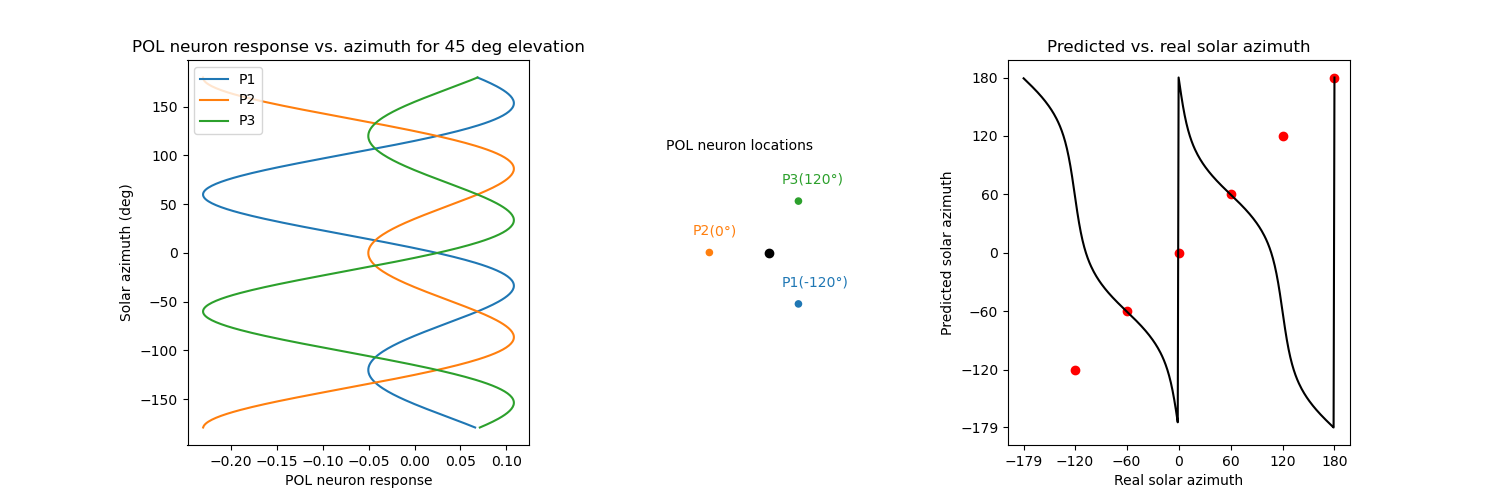 POL neuron response vs. azimuth for 45 deg elevation
P1
P2
P3
150
100
50
0
−50
−100
−150
Solar azimuth (deg)
−0.20 −0.15 −0.10 −0.05 0.00 0.05 0.10
POL neuron response
POL neuron locations
P3(120°)
P2(0°)
P1(-120°)
Predicted vs. real solar azimuth
180
120
60
0
−60
−120
−179
Predicted solar azimuth
−179 −120 −60 0 60 120 180
Real solar azimuth